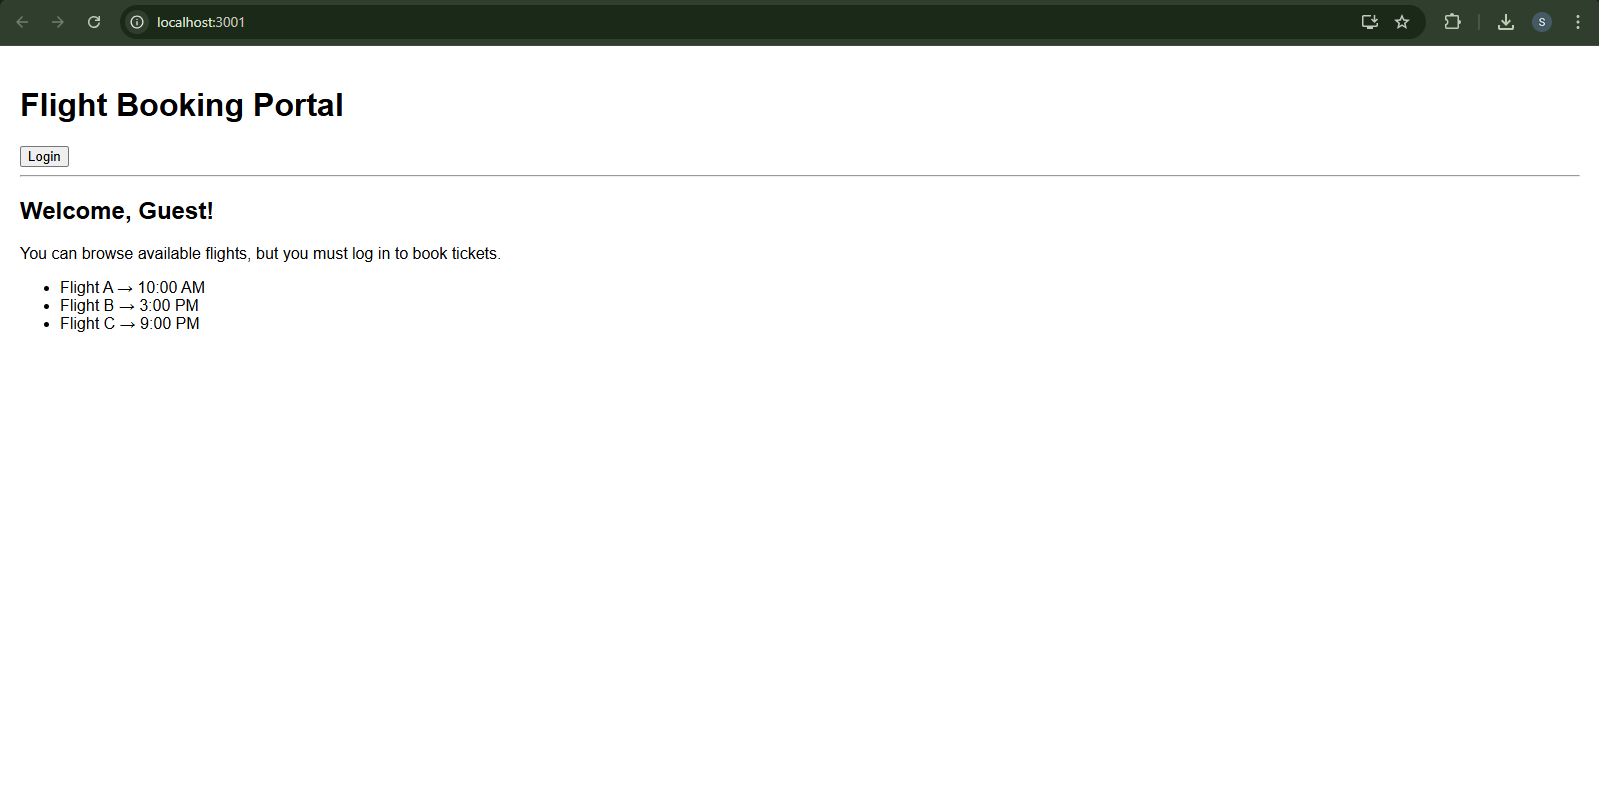 localhost:3001
S
Flight Booking Portal
Login
Welcome, Guest!
You can browse available flights, but you must log in to book tickets.
• Flight A → 10:00 AM
• Flight B → 3:00 PM
• Flight C → 9:00 PM